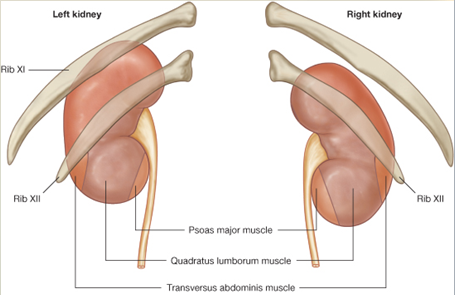 Left kidney
Right kidney
Rib XI
Rib XII
Rib XII
Psoas major muscle
Quadratus lumborum muscle
Transversus abdominis muscle